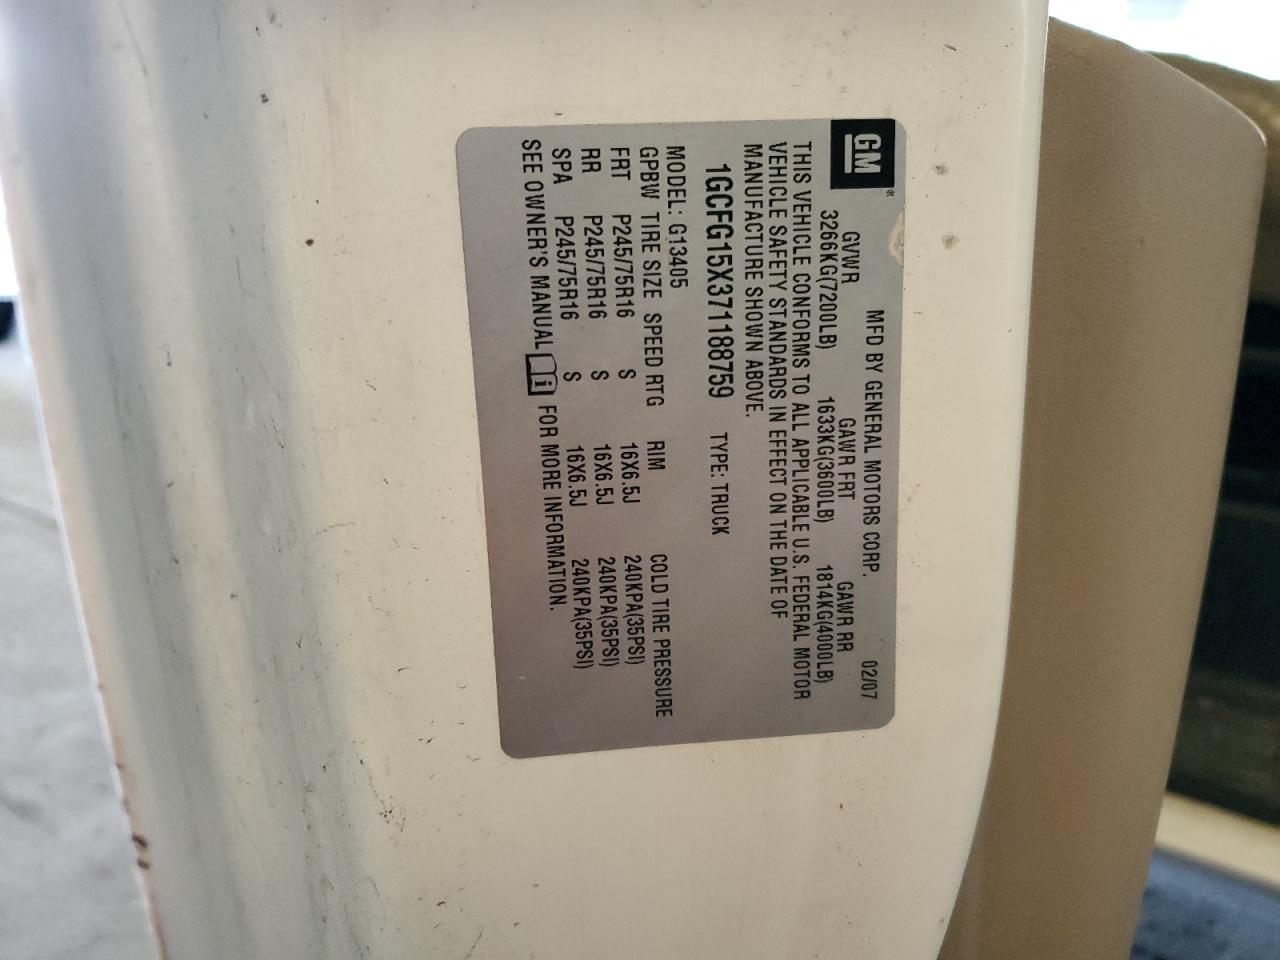 GM
MFD BY GENERAL MOTORS CORP. 02/07
GVWR GAWR FRT GAWR RR
3266KG(7200LB) 1633KG(3600LB) 1814KG(4000LB)
THIS VEHICLE CONFORMS TO ALL APPLICABLE U.S. FEDERAL MOTOR
VEHICLE SAFETY STANDARDS IN EFFECT ON THE DATE OF
MANUFACTURE SHOWN ABOVE.
1GCFG15X371188759 TYPE: TRUCK
MODEL: G13405
GPBW TIRE SIZE SPEED RTG RIM COLD TIRE PRESSURE
FRT P245/75R16 S 16X6.5J 240KPA(35PSI)
RR P245/75R16 S 16X6.5J 240KPA(35PSI)
SPA P245/75R16 S 16X6.5J 240KPA(35PSI)
SEE OWNER'S MANUAL FOR MORE INFORMATION.